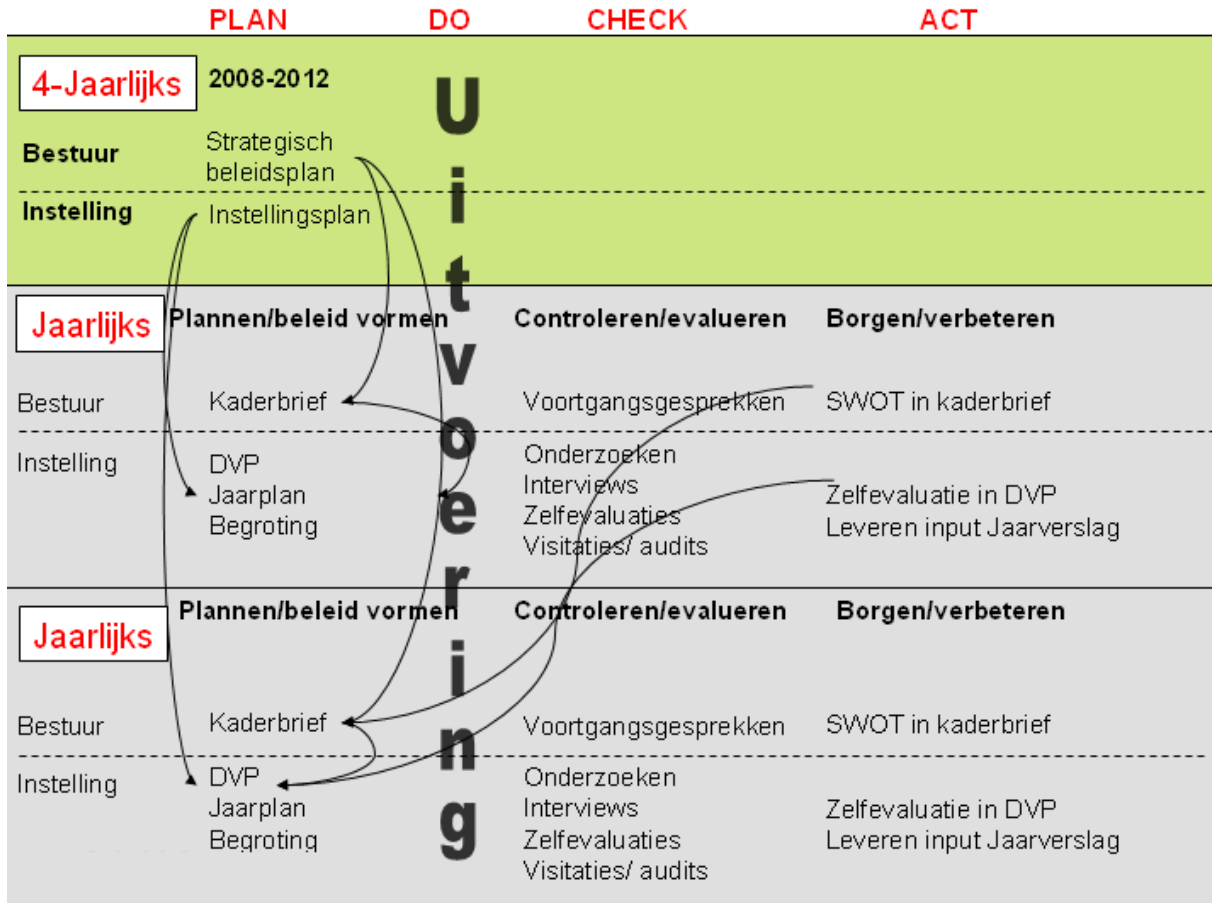 PLAN DO CHECK ACT
4-Jaarlijks 2008-2012
Bestuur Strategisch
beleidsplan
Instelling Instellingsplan
Uitvoering
Jaarlijks Plannen/beleid vormen Controleren/evalueren Borgen/verbeteren
Bestuur Kaderbrief Voortgangsgesprekken SWOT in kaderbrief
Instelling DVP Onderzoeken
Jaarplan Interviews Zelfevaluatie in DVP
Begroting Zelfevaluaties Leveren input Jaarverslag
Visitaties/ audits
Jaarlijks Plannen/beleid vormen Controleren/evalueren Borgen/verbeteren
Bestuur Kaderbrief Voortgangsgesprekken SWOT in kaderbrief
Instelling DVP Onderzoeken
Jaarplan Interviews Zelfevaluatie in DVP
Begroting Zelfevaluaties Leveren input Jaarverslag
Visitaties/ audits